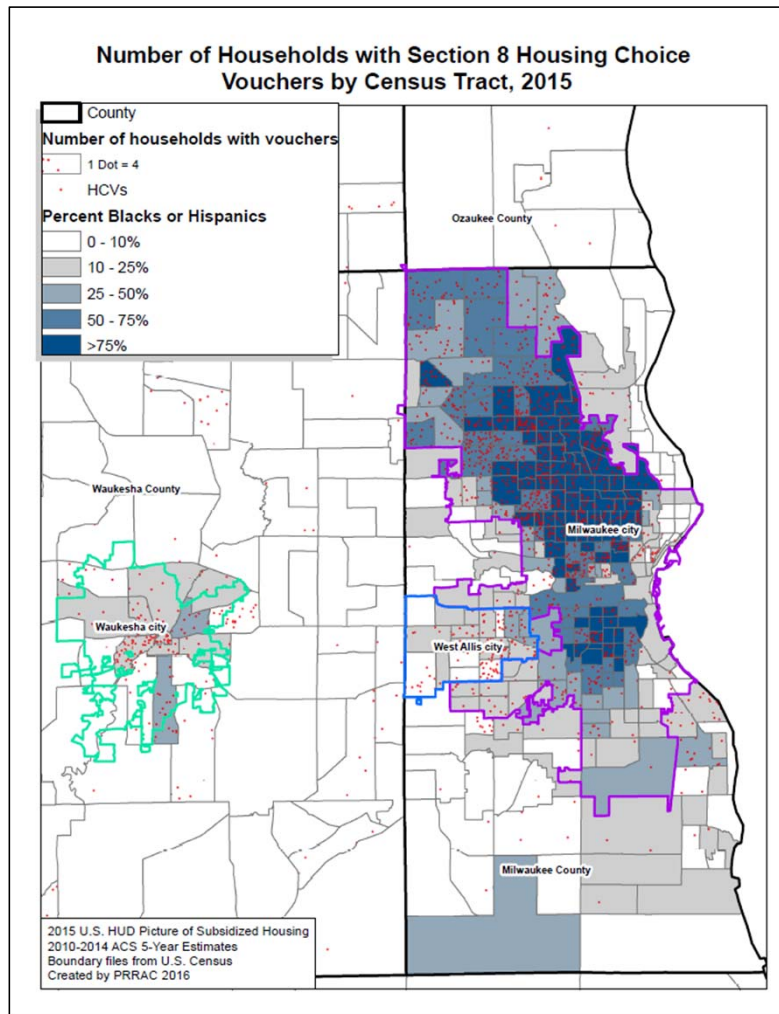 Number of Households with Section 8 Housing Choice
Vouchers by Census Tract, 2015
County
Number of households with vouchers
1 Dot = 4
HCVs
Percent Blacks or Hispanics
0 - 10%
10 - 25%
25 - 50%
50 - 75%
>75%
Ozaukee County
Waukesha County
Milwaukee city
Waukesha city
West Allis city
Milwaukee County
2015 U.S. HUD Picture of Subsidized Housing
2010-2014 ACS 5-Year Estimates
Boundary files from U.S. Census
Created by PRRAC 2016